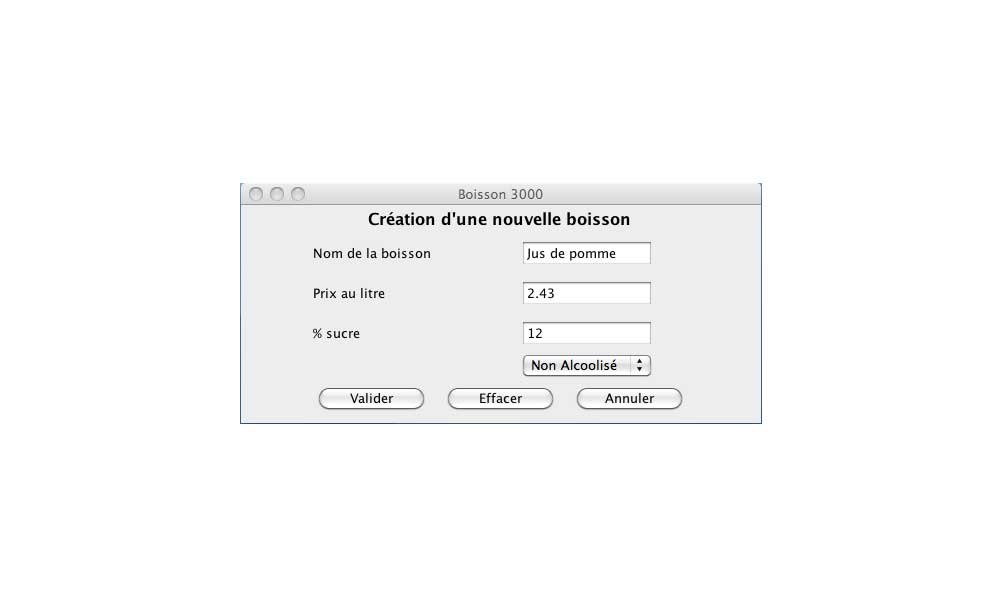 Boisson 3000
Création d'une nouvelle boisson
Nom de la boisson Jus de pomme
Prix au litre 2.43
% sucre 12
Non Alcoolisé
Valider Effacer Annuler